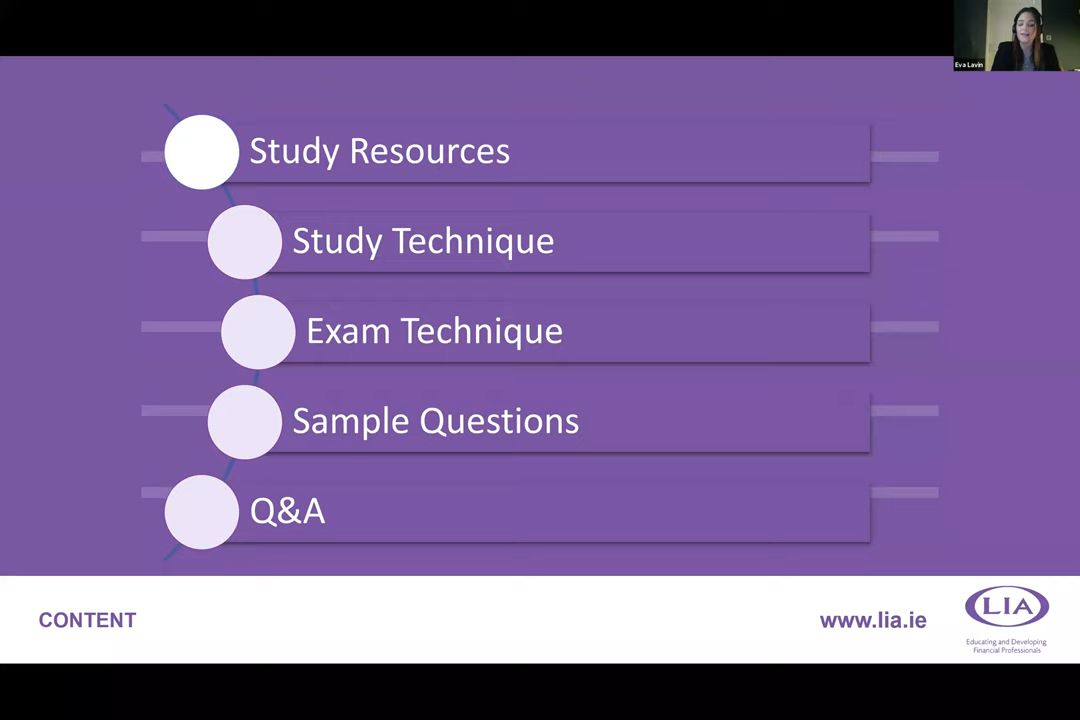 Eva Lavin
Study Resources
Study Technique
Exam Technique
Sample Questions
Q&A
CONTENT
www.lia.ie
LIA
Educating and Developing
Financial Professionals